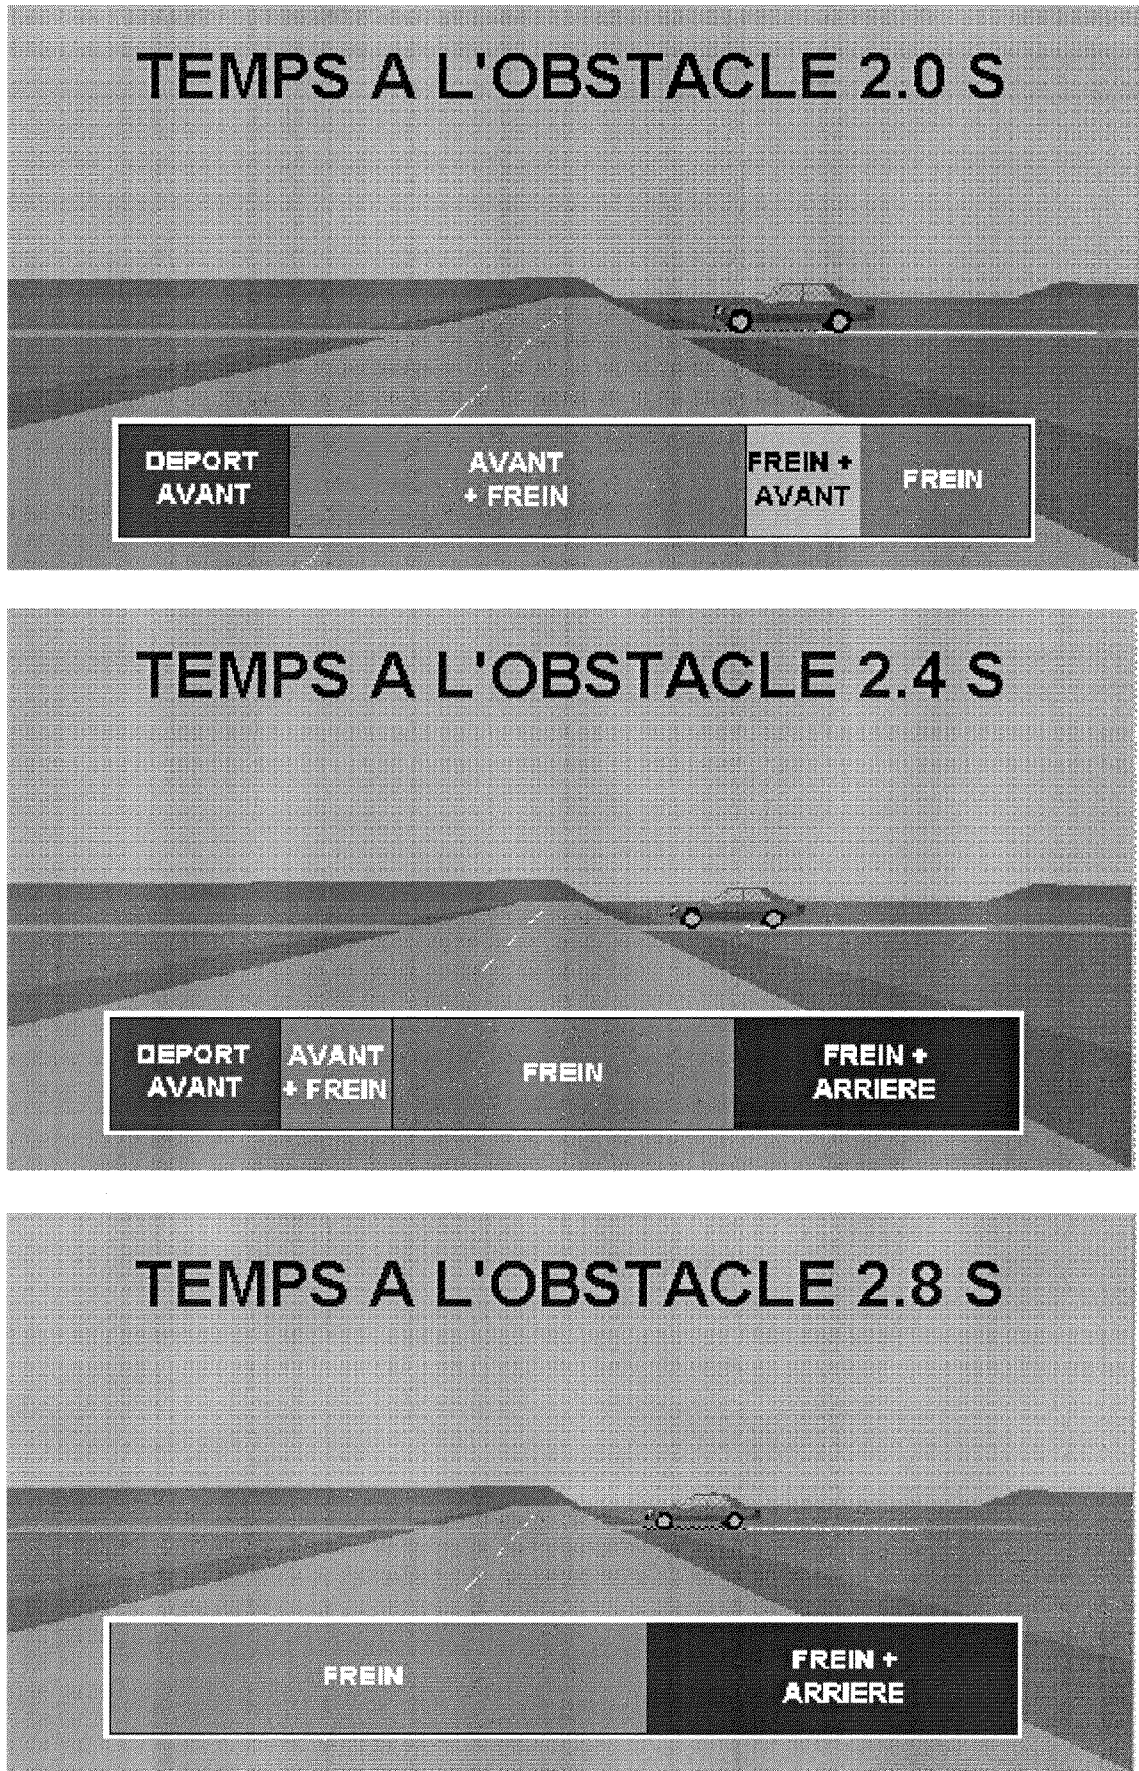 TEMPS A L'OBSTACLE 2.0 S
DEPORT
AVANT
AVANT
+ FREIN
FREIN +
AVANT
FREIN
TEMPS A L'OBSTACLE 2.4 S
DEPORT
AVANT
AVANT
+ FREIN
FREIN
FREIN +
ARRIERE
TEMPS A L'OBSTACLE 2.8 S
FREIN
FREIN +
ARRIERE